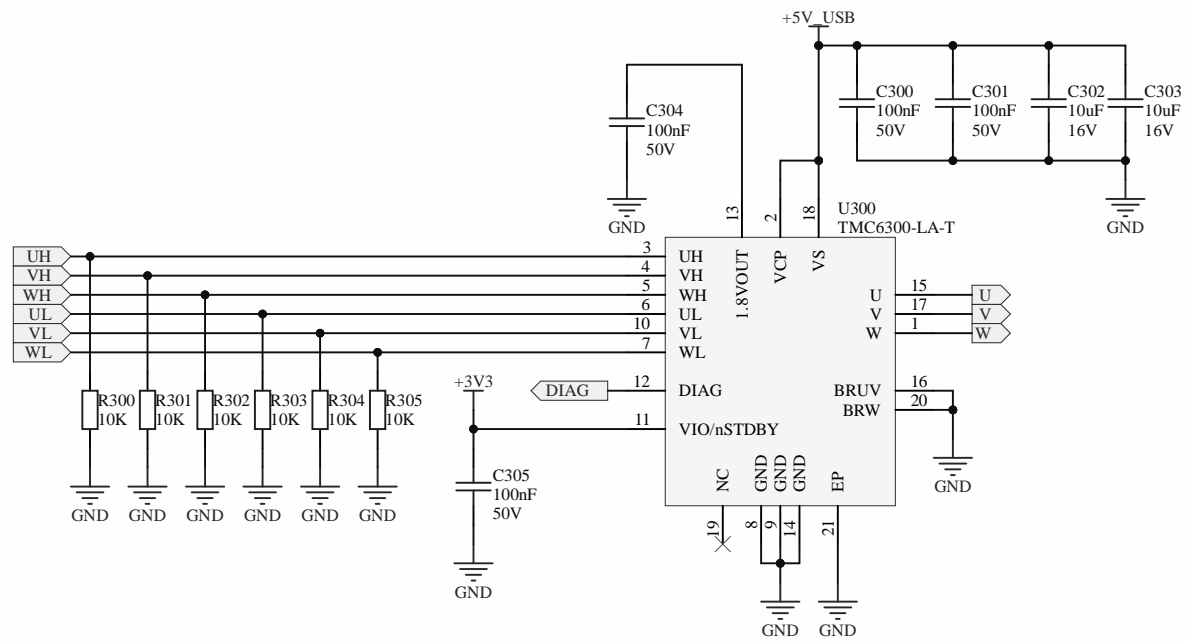 +5V_USB
C304
100nF
50V
C300
100nF
50V
C301
100nF
50V
C302
10uF
16V
C303
10uF
16V
GND
GND
13
2
18
U300
TMC6300-LA-T
1.8VOUT
VCP
VS
UH
3
UH
VH
4
VH
WH
5
WH
UL
6
UL
VL
10
VL
WL
7
WL
U
15
U
V
17
V
W
1
W
R300
10K
R301
10K
R302
10K
R303
10K
R304
10K
R305
10K
GND
GND
GND
GND
GND
GND
DIAG
12
DIAG
+3V3
11
VIO/nSTDBY
C305
100nF
50V
GND
BRUV
16
BRW
20
GND
NC
GND
GND
GND
EP
19
8
9
14
21
GND
GND